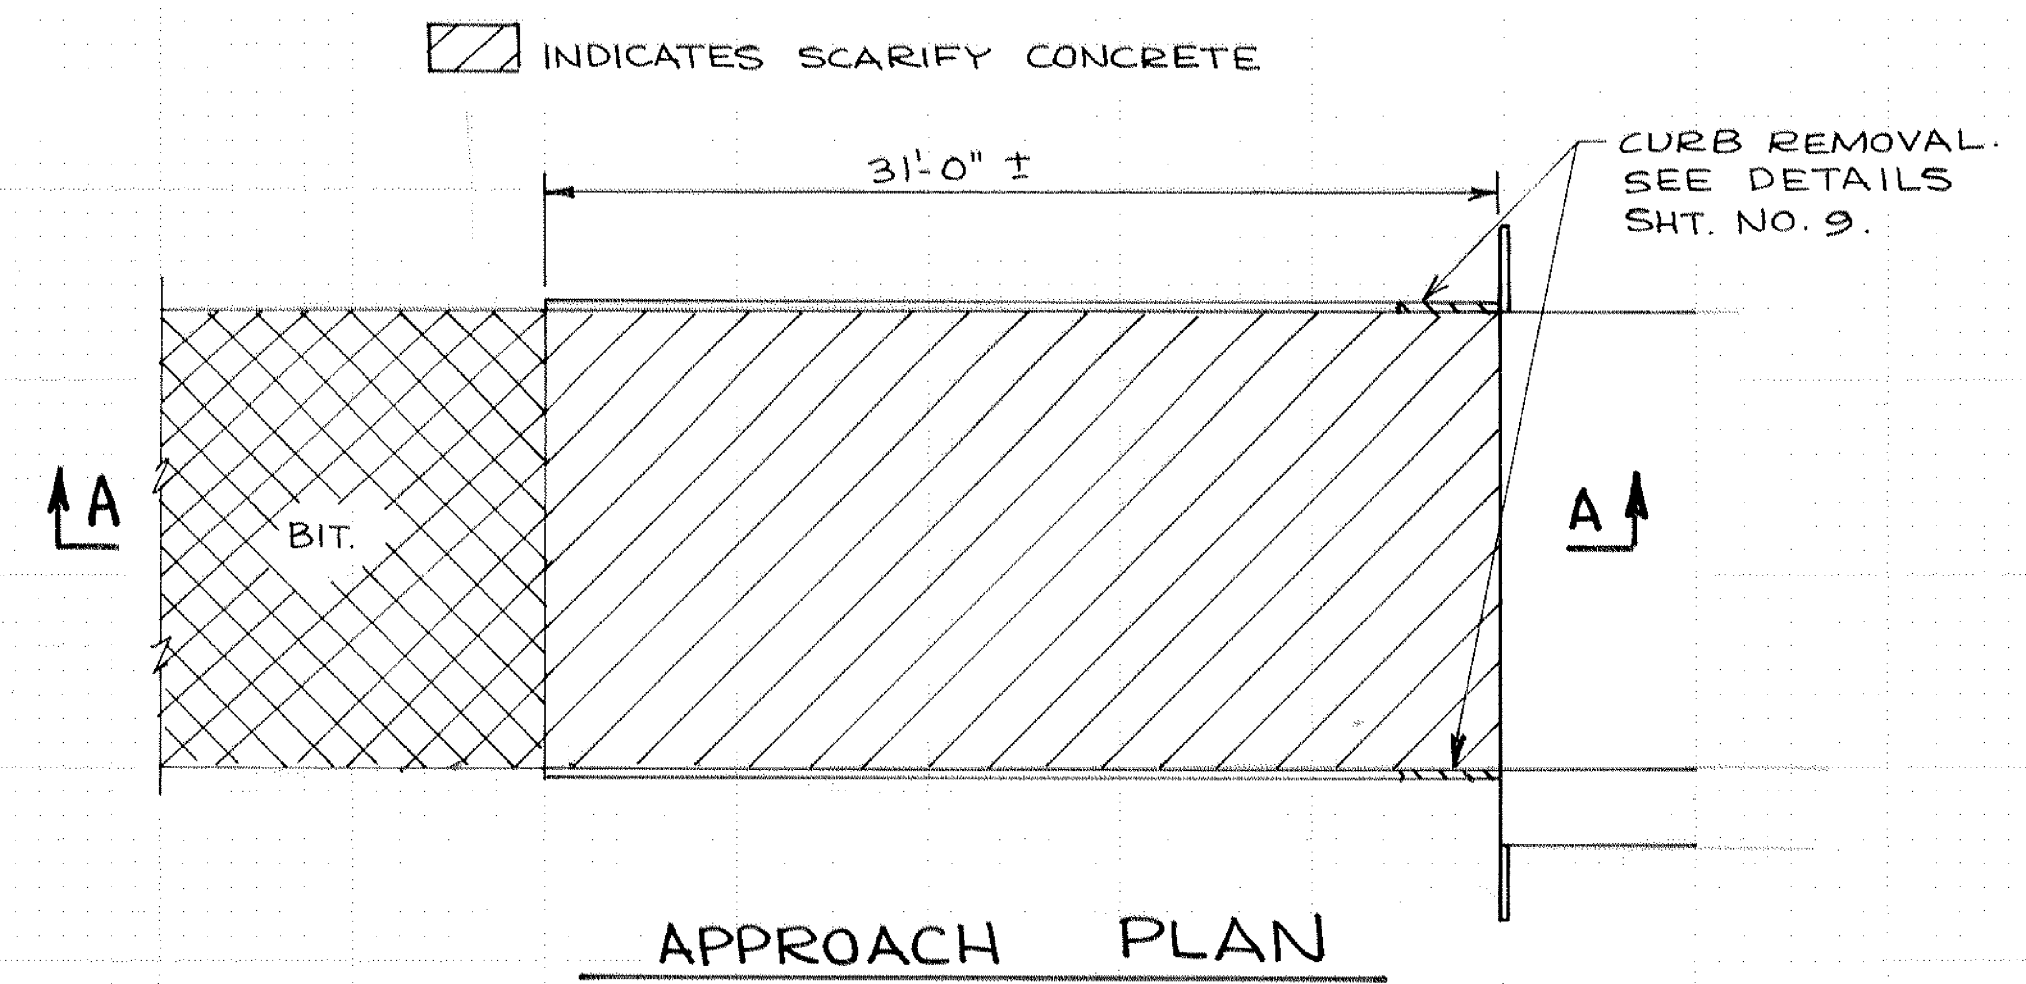 INDICATES SCARIFY CONCRETE
31'-0" ±
CURB REMOVAL.
SEE DETAILS
SHT. NO. 9.
A
BIT.
A
APPROACH PLAN